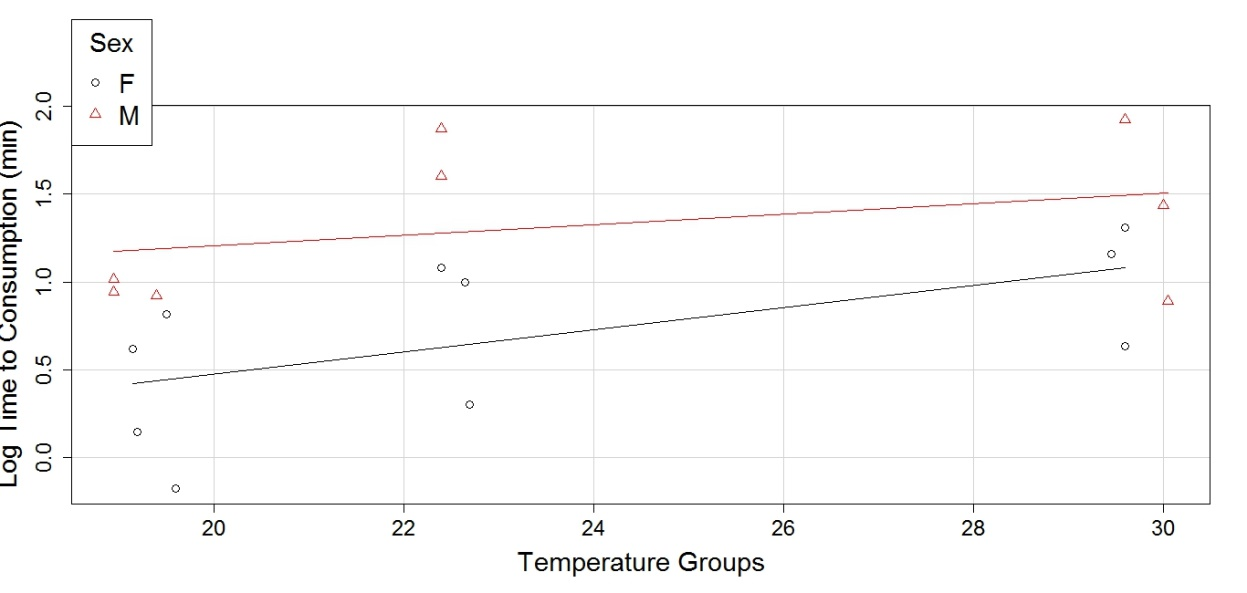 Sex
F
M
Log Time to Consumption (min)
2.0
1.5
1.0
0.5
0.0
20 22 24 26 28 30
Temperature Groups